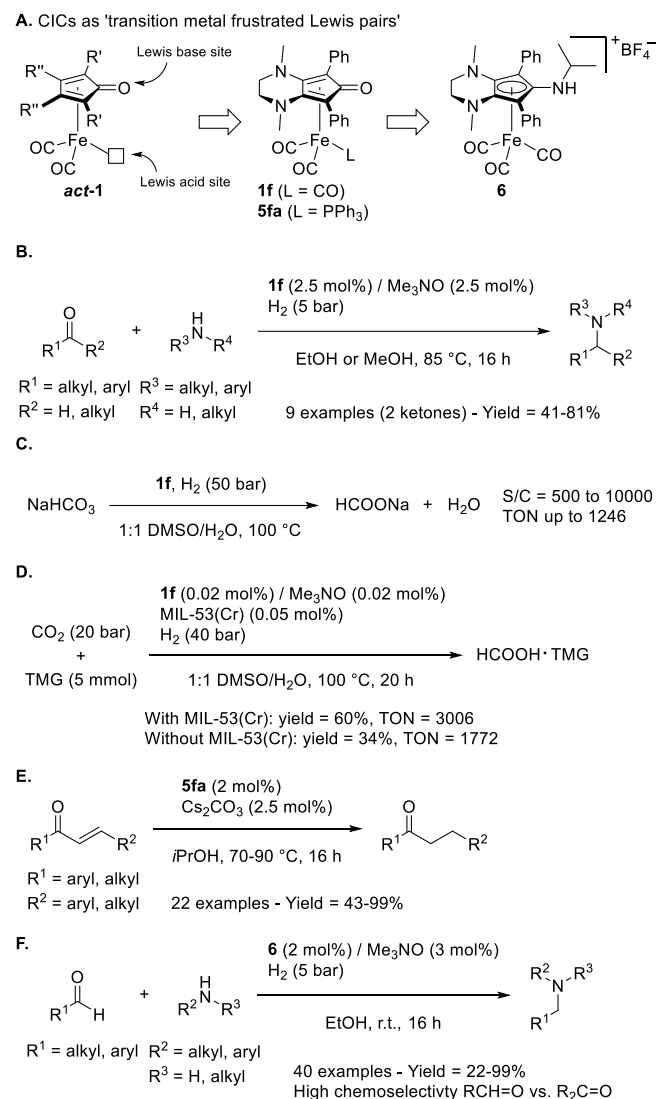 A. CICs as 'transition metal frustrated Lewis pairs'
Lewis base site
R" R' O
R" R'
Fe
OC
OC
Lewis acid site
act-1
N Ph
O
N Ph
Fe
OC L
OC
1f (L = CO)
5fa (L = PPh3)
N Ph
NH
N Ph
+BF4−
Fe
OC CO
OC
6
B.
O
R1 R2
+
H
N
R3 R4
1f (2.5 mol%) / Me3NO (2.5 mol%)
H2 (5 bar)
EtOH or MeOH, 85 °C, 16 h
R3 R4
N
R1 R2
R1 = alkyl, aryl R3 = alkyl, aryl
R2 = H, alkyl R4 = H, alkyl
9 examples (2 ketones) - Yield = 41-81%
C.
1f, H2 (50 bar)
NaHCO3
1:1 DMSO/H2O, 100 °C
HCOONa + H2O
S/C = 500 to 10000
TON up to 1246
D.
1f (0.02 mol%) / Me3NO (0.02 mol%)
MIL-53(Cr) (0.05 mol%)
H2 (40 bar)
CO2 (20 bar)
+
TMG (5 mmol)
1:1 DMSO/H2O, 100 °C, 20 h
HCOOH·TMG
With MIL-53(Cr): yield = 60%, TON = 3006
Without MIL-53(Cr): yield = 34%, TON = 1772
E.
5fa (2 mol%)
Cs2CO3 (2.5 mol%)
O
R1 R2
iPrOH, 70-90 °C, 16 h
O
R1 R2
R1 = aryl, alkyl
R2 = aryl, alkyl
22 examples - Yield = 43-99%
F.
6 (2 mol%) / Me3NO (3 mol%)
H2 (5 bar)
O
R1 H
+
H
N
R2 R3
EtOH, r.t., 16 h
R2 R3
N
R1
R1 = alkyl, aryl R2 = alkyl, aryl
R3 = H, alkyl
40 examples - Yield = 22-99%
High chemoselectivty RCH=O vs. R2C=O